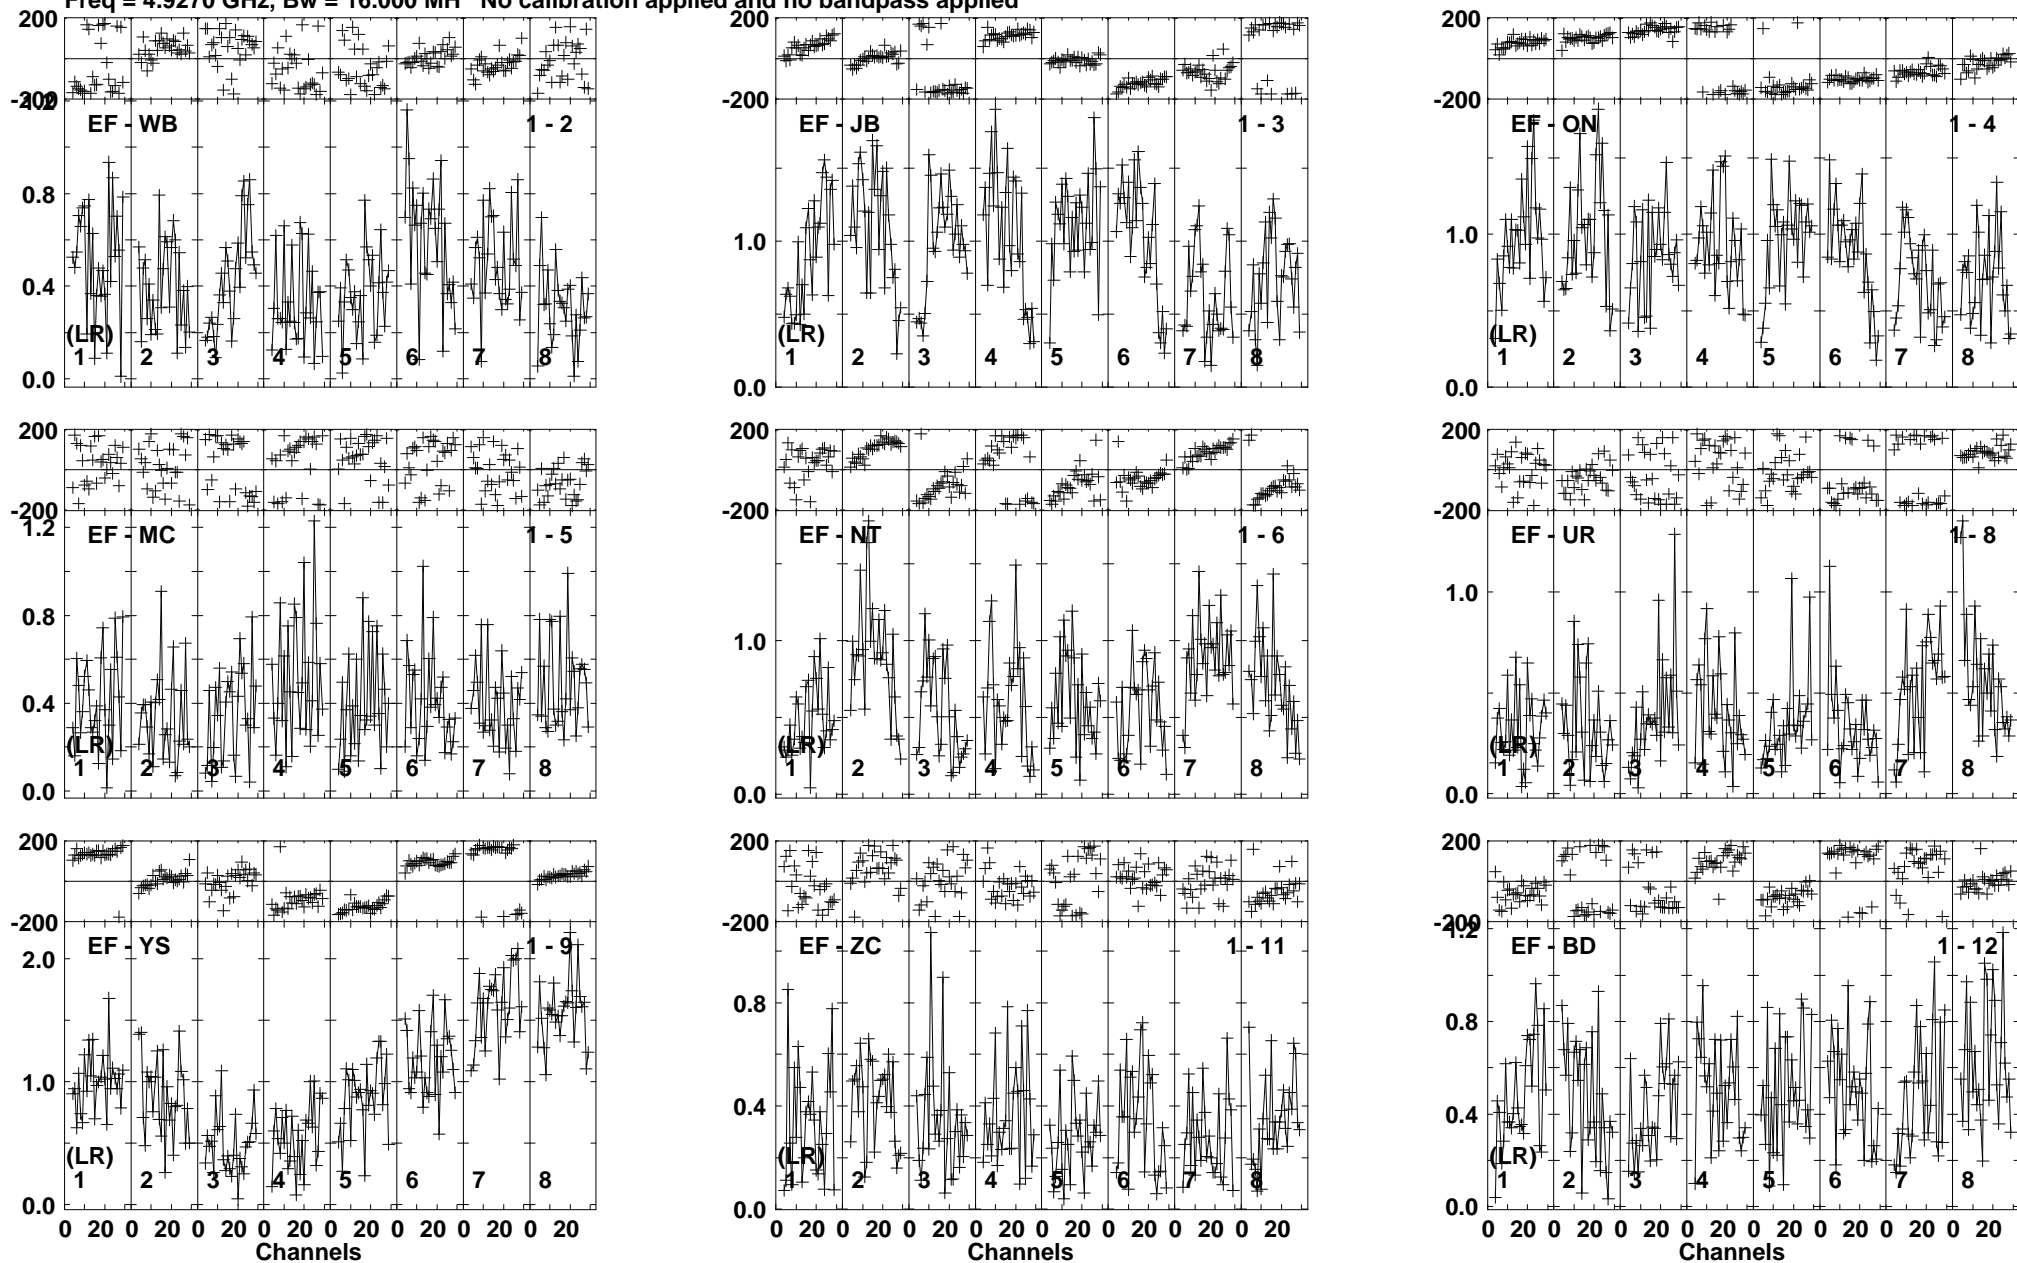 Freq = 4.9270 GHz, Bw = 16.000 MH No calibration applied and no bandpass applied
200 200 200
-200 -200 -200
1.2
EF - WB 1 - 2 EF - JB 1 - 3 EF - ON 1 - 4
0.8
1.0 1.0
0.4
(LR) (LR) (LR)
1 2 3 4 5 6 7 8 1 2 3 4 5 6 7 8 1 2 3 4 5 6 7 8
0.0 0.0 0.0
200 200 200
-200 -200 -200
1.2 EF - MC 1 - 5 EF - NT 1 - 6 EF - UR 1 - 8
0.8
1.0 1.0
0.4
(LR) (LR) (LR)
1 2 3 4 5 6 7 8 1 2 3 4 5 6 7 8 1 2 3 4 5 6 7 8
0.0 0.0 0.0
200 200 200
-200 -200 -200
1.2
EF - YS 1 - 9 EF - ZC 1 - 11 EF - BD 1 - 12
2.0
0.8 0.8
1.0
0.4 0.4
(LR) (LR) (LR)
1 2 3 4 5 6 7 8 1 2 3 4 5 6 7 8 1 2 3 4 5 6 7 8
0.0 0.0 0.0
0 20 0 20 0 20 0 20 0 20 0 20 0 20 0 20 0 20 0 20 0 20 0 20 0 20 0 20 0 20 0 20 0 20 0 20 0 20 0 20 0 20 0 20 0 20 0 20
Channels Channels Channels